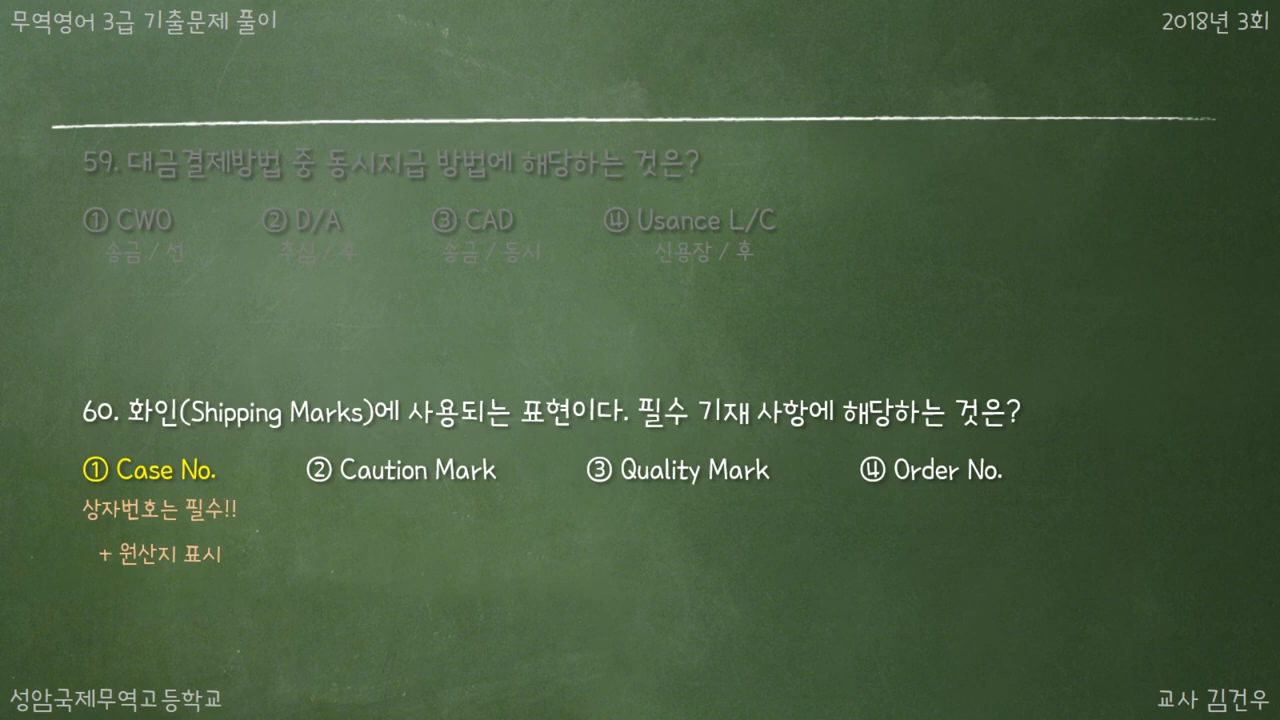 무역영어 3급 기출문제 풀이
2018년 3회
59. 대금결제방법 중 동시지급 방법에 해당하는 것은?
① CWO ② D/A ③ CAD ④ Usance L/C
송금 / 선 추심 / 후 송금 / 동시 신용장 / 후
60. 화인(Shipping Marks)에 사용되는 표현이다. 필수 기재 사항에 해당하는 것은?
① Case No. ② Caution Mark ③ Quality Mark ④ Order No.
상자번호는 필수!!
+ 원산지 표시
성암국제무역고등학교
교사 김건우